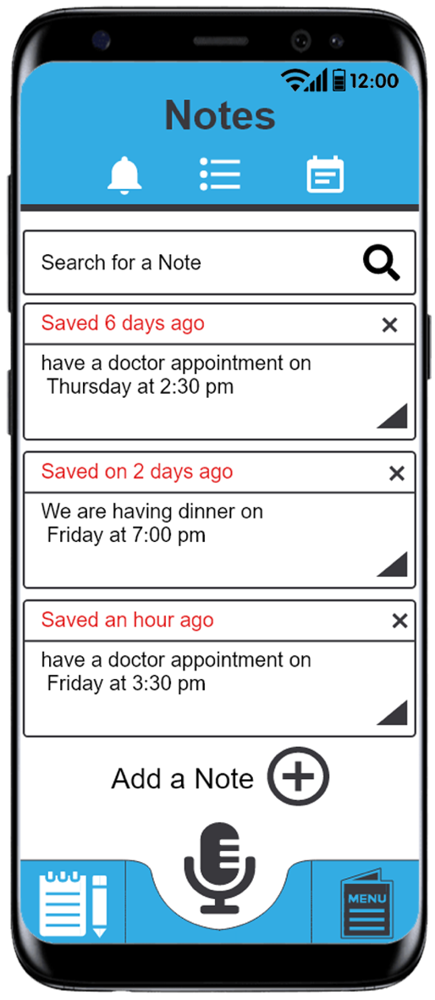 12:00
Notes
Search for a Note
Saved 6 days ago
have a doctor appointment on
Thursday at 2:30 pm
Saved on 2 days ago
We are having dinner on
Friday at 7:00 pm
Saved an hour ago
have a doctor appointment on
Friday at 3:30 pm
Add a Note
MENU